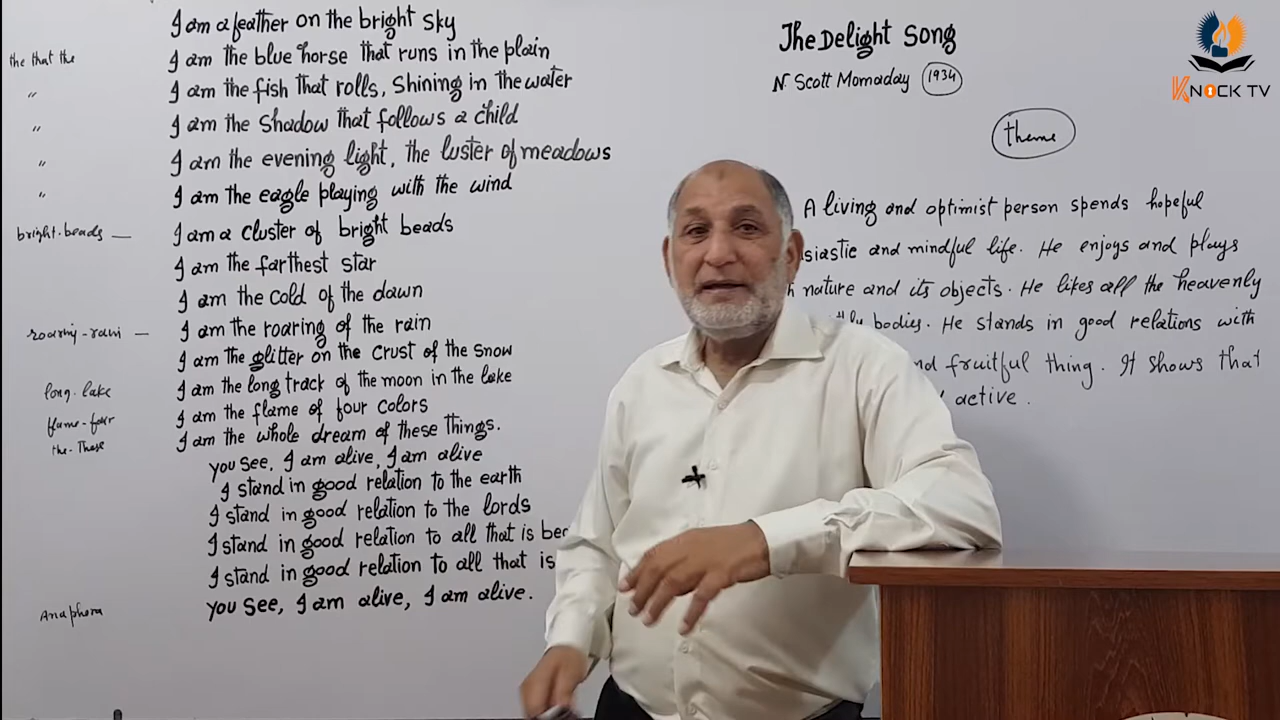 I am a feather on the bright sky
the that the
I am the blue horse that runs in the plain
"
I am the fish that rolls, shining in the water
"
I am the shadow that follows a child
"
I am the evening light, the luster of meadows
"
I am the eagle playing with the wind
bright-beads —
I am a cluster of bright beads
I am the farthest star
I am the cold of the dawn
roaring-rain —
I am the roaring of the rain
I am the glitter on the crust of the snow
long-lake
I am the long track of the moon in the lake
flame-four
I am the flame of four colors
the-These
I am the whole dream of these things.
you see, I am alive, I am alive
I stand in good relation to the earth
I stand in good relation to the lords
I stand in good relation to all that is
I stand in good relation to all that is
Anaphora
you see, I am alive, I am alive.
The Delight Song
N. Scott Momaday 1934
theme
A living and optimist person spends hopeful
and mindful life. He enjoys and plays
nature and its objects. He likes all the heavenly
bodies. He stands in good relations with
fruitful thing. It shows that
active.
KNOCK TV